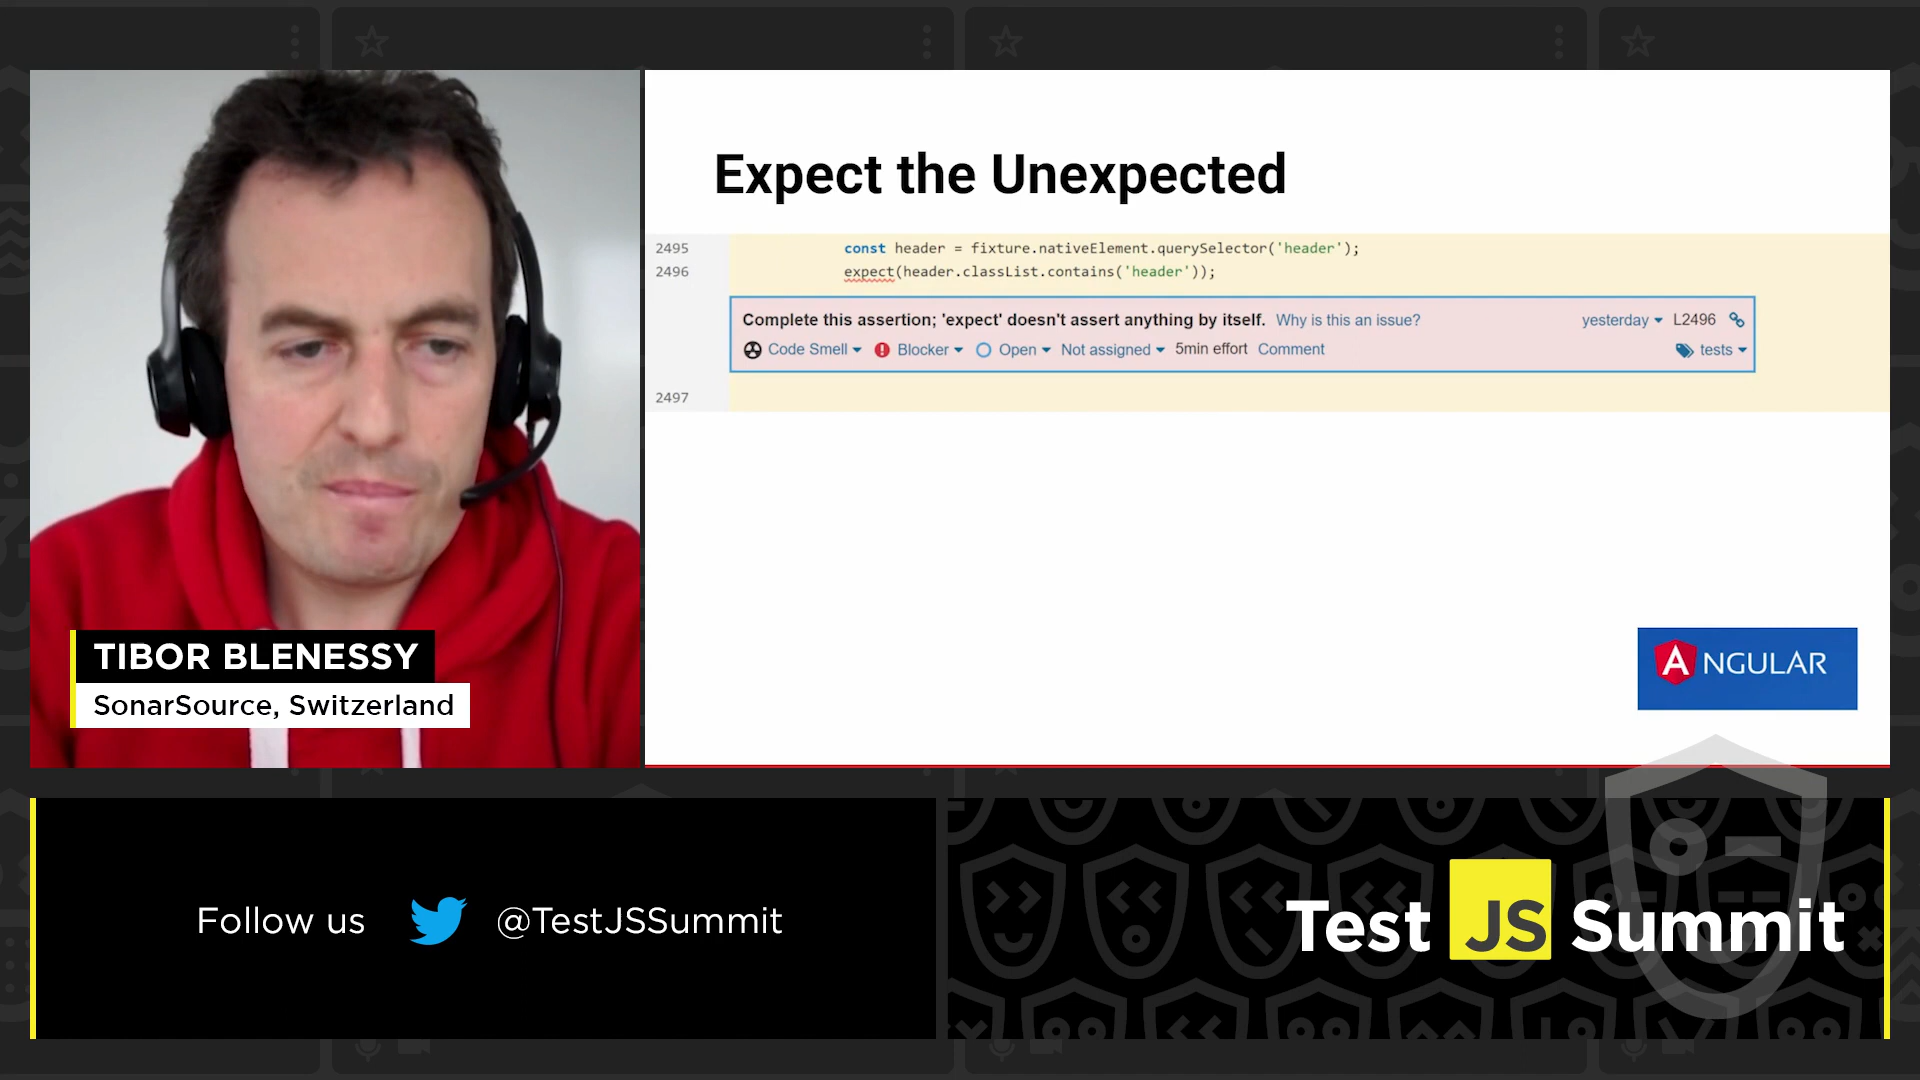 Expect the Unexpected
2495 const header = fixture.nativeElement.querySelector('header');
2496 expect(header.classList.contains('header'));
Complete this assertion; 'expect' doesn't assert anything by itself. Why is this an issue? yesterday L2496
Code Smell Blocker Open Not assigned 5min effort Comment tests
2497
ANGULAR
TIBOR BLENESSY
SonarSource, Switzerland
Follow us @TestJSSummit
Test JS Summit